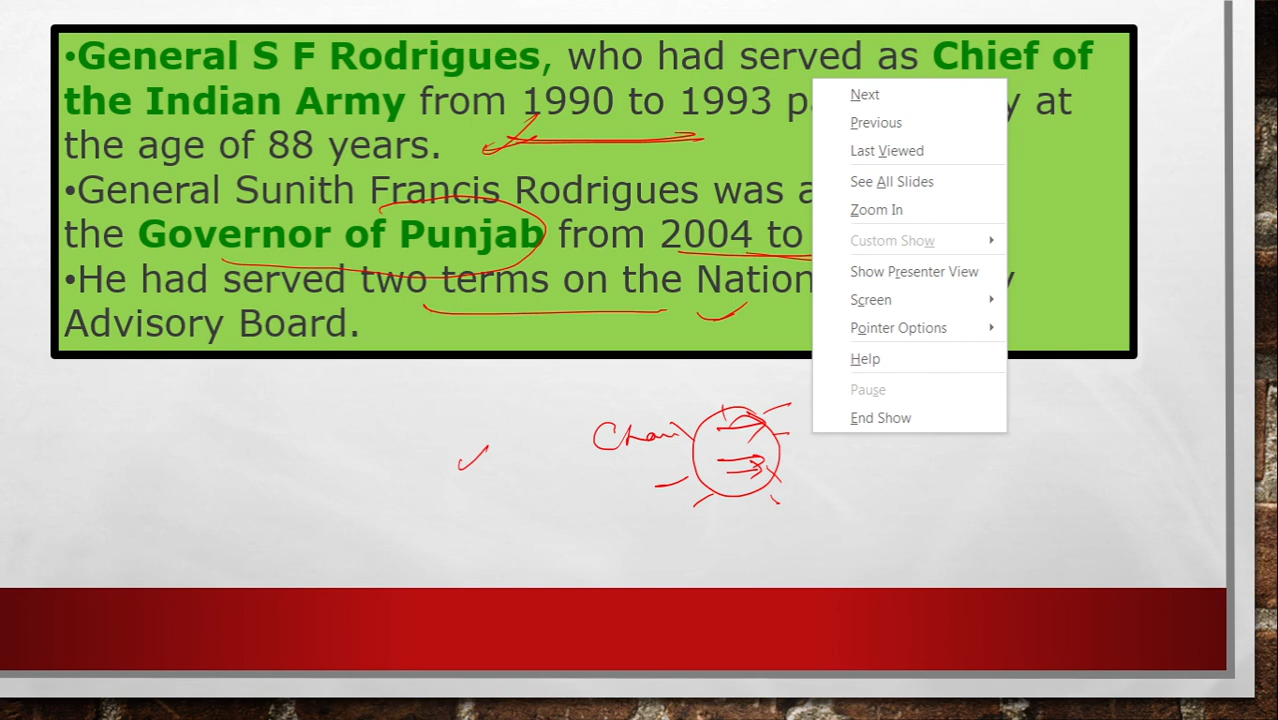 •General S F Rodrigues, who had served as Chief of
the Indian Army from 1990 to 1993 at
the age of 88 years.
•General Sunith Francis Rodrigues was
the Governor of Punjab from 2004 to
•He had served two terms on the
Advisory Board.
Next
Previous
Last Viewed
See All Slides
Zoom In
Custom Show
Show Presenter View
Screen
Pointer Options
Help
Pause
End Show